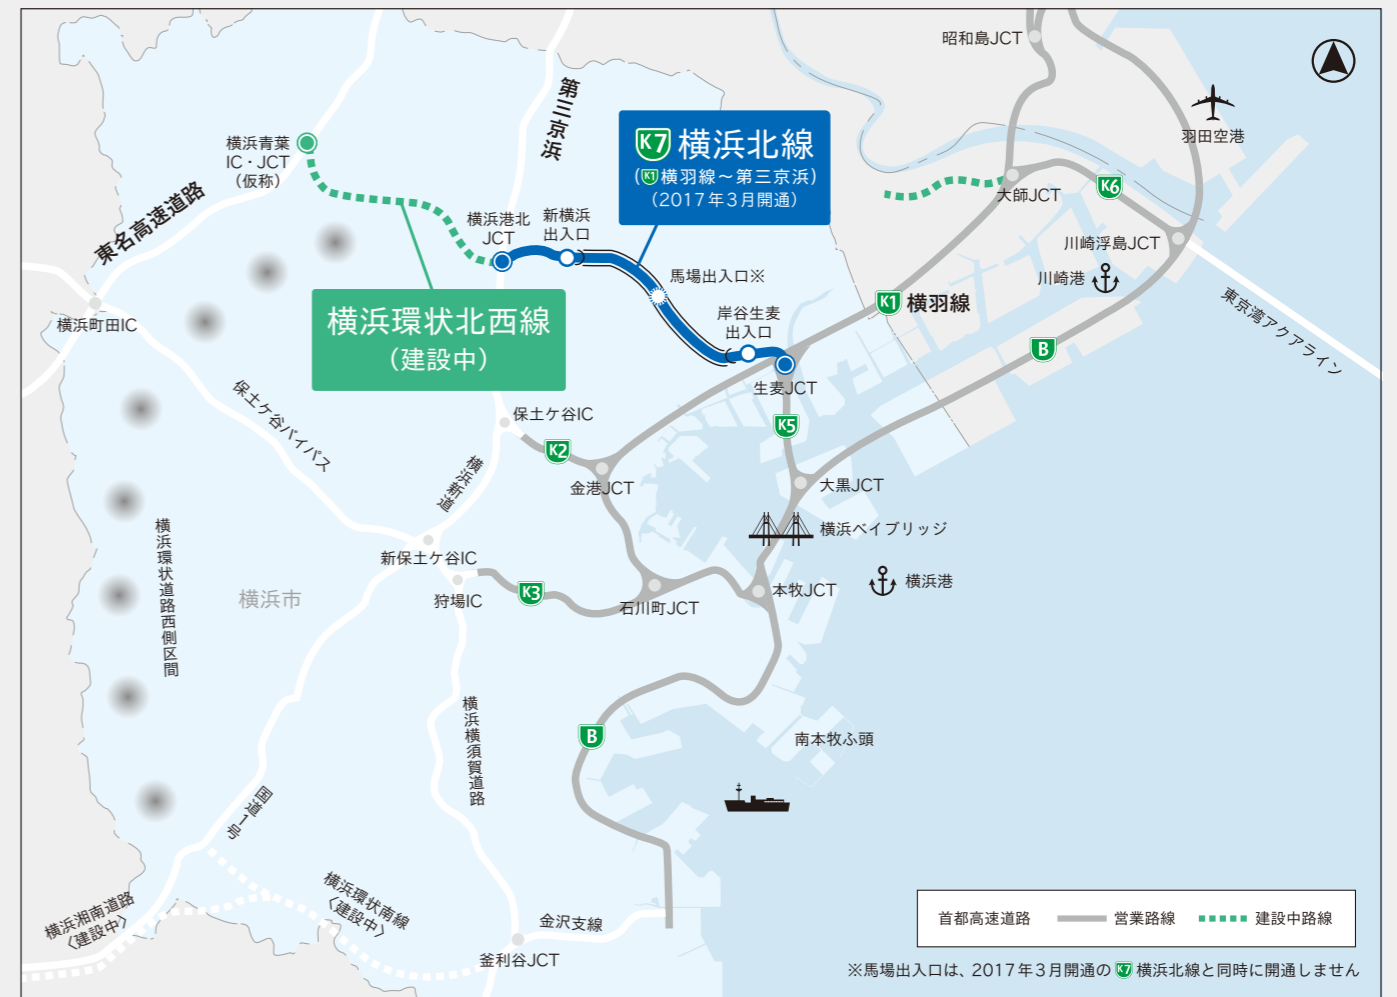 昭和島JCT
羽田空港
第三京浜
K7 横浜北線
(K1横羽線～第三京浜)
(2017年3月開通)
横浜青葉
IC・JCT
(仮称)
東名高速道路
横浜港北
JCT
新横浜
出入口
大師JCT
K6
川崎浮島JCT
川崎港
馬場出入口※
K1 横羽線
東京湾アクアライン
横浜環状北西線
(建設中)
横浜町田IC
岸谷生麦
出入口
B
生麦JCT
保土ケ谷バイパス
保土ケ谷IC
K5
K2
横浜新道
金港JCT
大黒JCT
横浜ベイブリッジ
横浜環状道路西側区間
新保土ケ谷IC
横浜市
狩場IC
K3
石川町JCT
本牧JCT
横浜港
横浜横須賀道路
B
南本牧ふ頭
国道1号
横浜湘南道路
〈建設中〉
横浜環状南線
〈建設中〉
金沢支線
釜利谷JCT
首都高速道路 営業路線 建設中路線
※馬場出入口は、2017年3月開通の K7 横浜北線と同時に開通しません